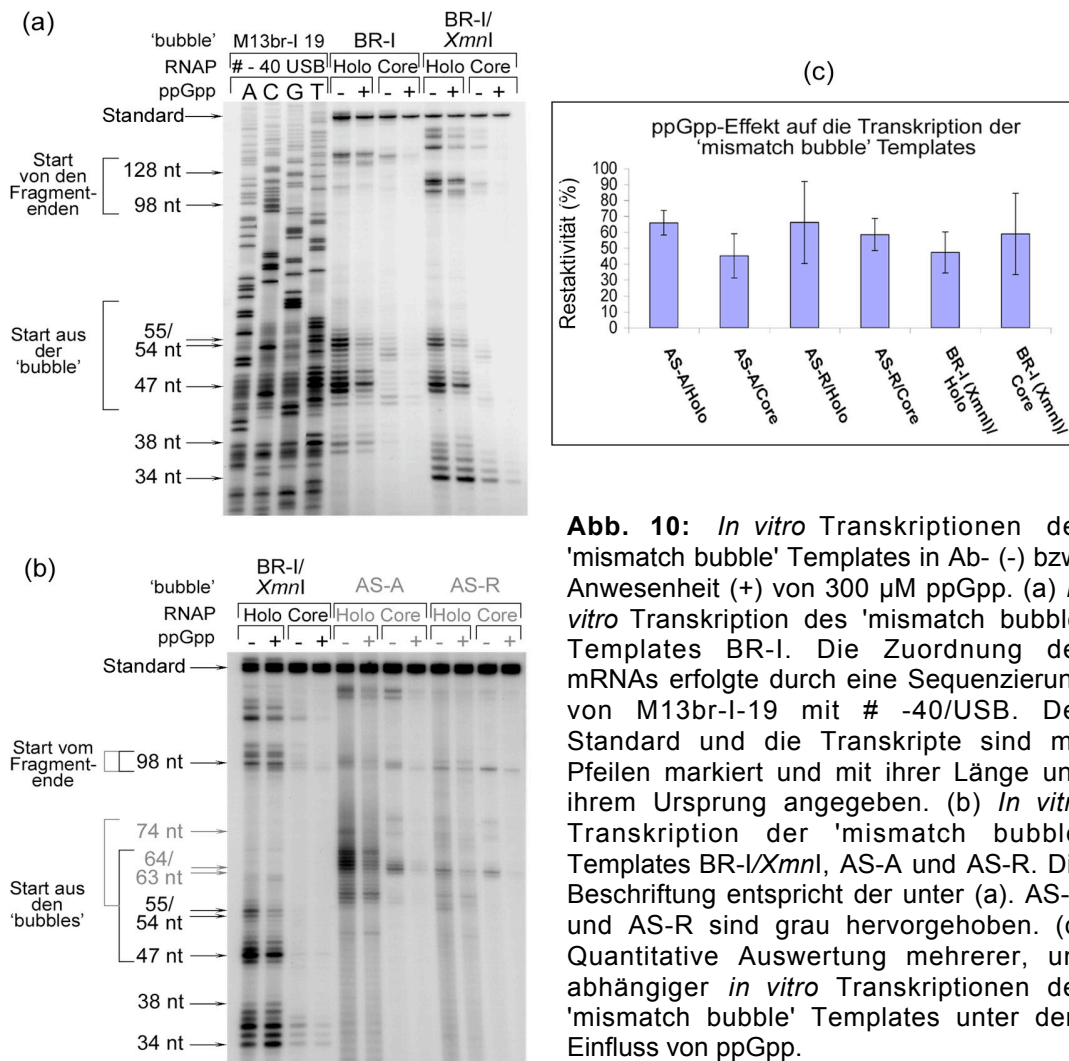 (a)
'bubble' M13br-I 19 BR-I BR-I/XmnI
RNAP # - 40 USB Holo Core Holo Core
ppGpp A C G T - + - + - + - +
Standard
Start von den Fragment-enden
128 nt
98 nt
Start aus der 'bubble'
55/
54 nt
47 nt
38 nt
34 nt
(b)
'bubble' BR-I/XmnI AS-A AS-R
RNAP Holo Core Holo Core Holo Core
ppGpp - + - + - + - + - + - +
Standard
Start vom Fragment-ende
98 nt
74 nt
64/
63 nt
Start aus den 'bubbles'
55/
54 nt
47 nt
38 nt
34 nt
(c)
ppGpp-Effekt auf die Transkription der
'mismatch bubble' Templates
Restaktivität (%)
100
90
80
70
60
50
40
30
20
10
0
AS-A/Holo
AS-A/Core
AS-R/Holo
AS-R/Core
BR-I (XmnI)/
Holo
BR-I (XmnI)/
Core
Abb. 10: In vitro Transkriptionen de
'mismatch bubble' Templates in Ab- (-) bzw
Anwesenheit (+) von 300 µM ppGpp. (a) I
vitro Transkription des 'mismatch bubble
Templates BR-I. Die Zuordnung de
mRNAs erfolgte durch eine Sequenzierun
von M13br-I-19 mit # -40/USB. De
Standard und die Transkripte sind m
Pfeilen markiert und mit ihrer Länge un
ihrem Ursprung angegeben. (b) In vitr
Transkription der 'mismatch bubble
Templates BR-I/XmnI, AS-A und AS-R. Di
Beschriftung entspricht der unter (a). AS-
und AS-R sind grau hervorgehoben. (c
Quantitative Auswertung mehrerer, un
abhängiger in vitro Transkriptionen de
'mismatch bubble' Templates unter der
Einfluss von ppGpp.